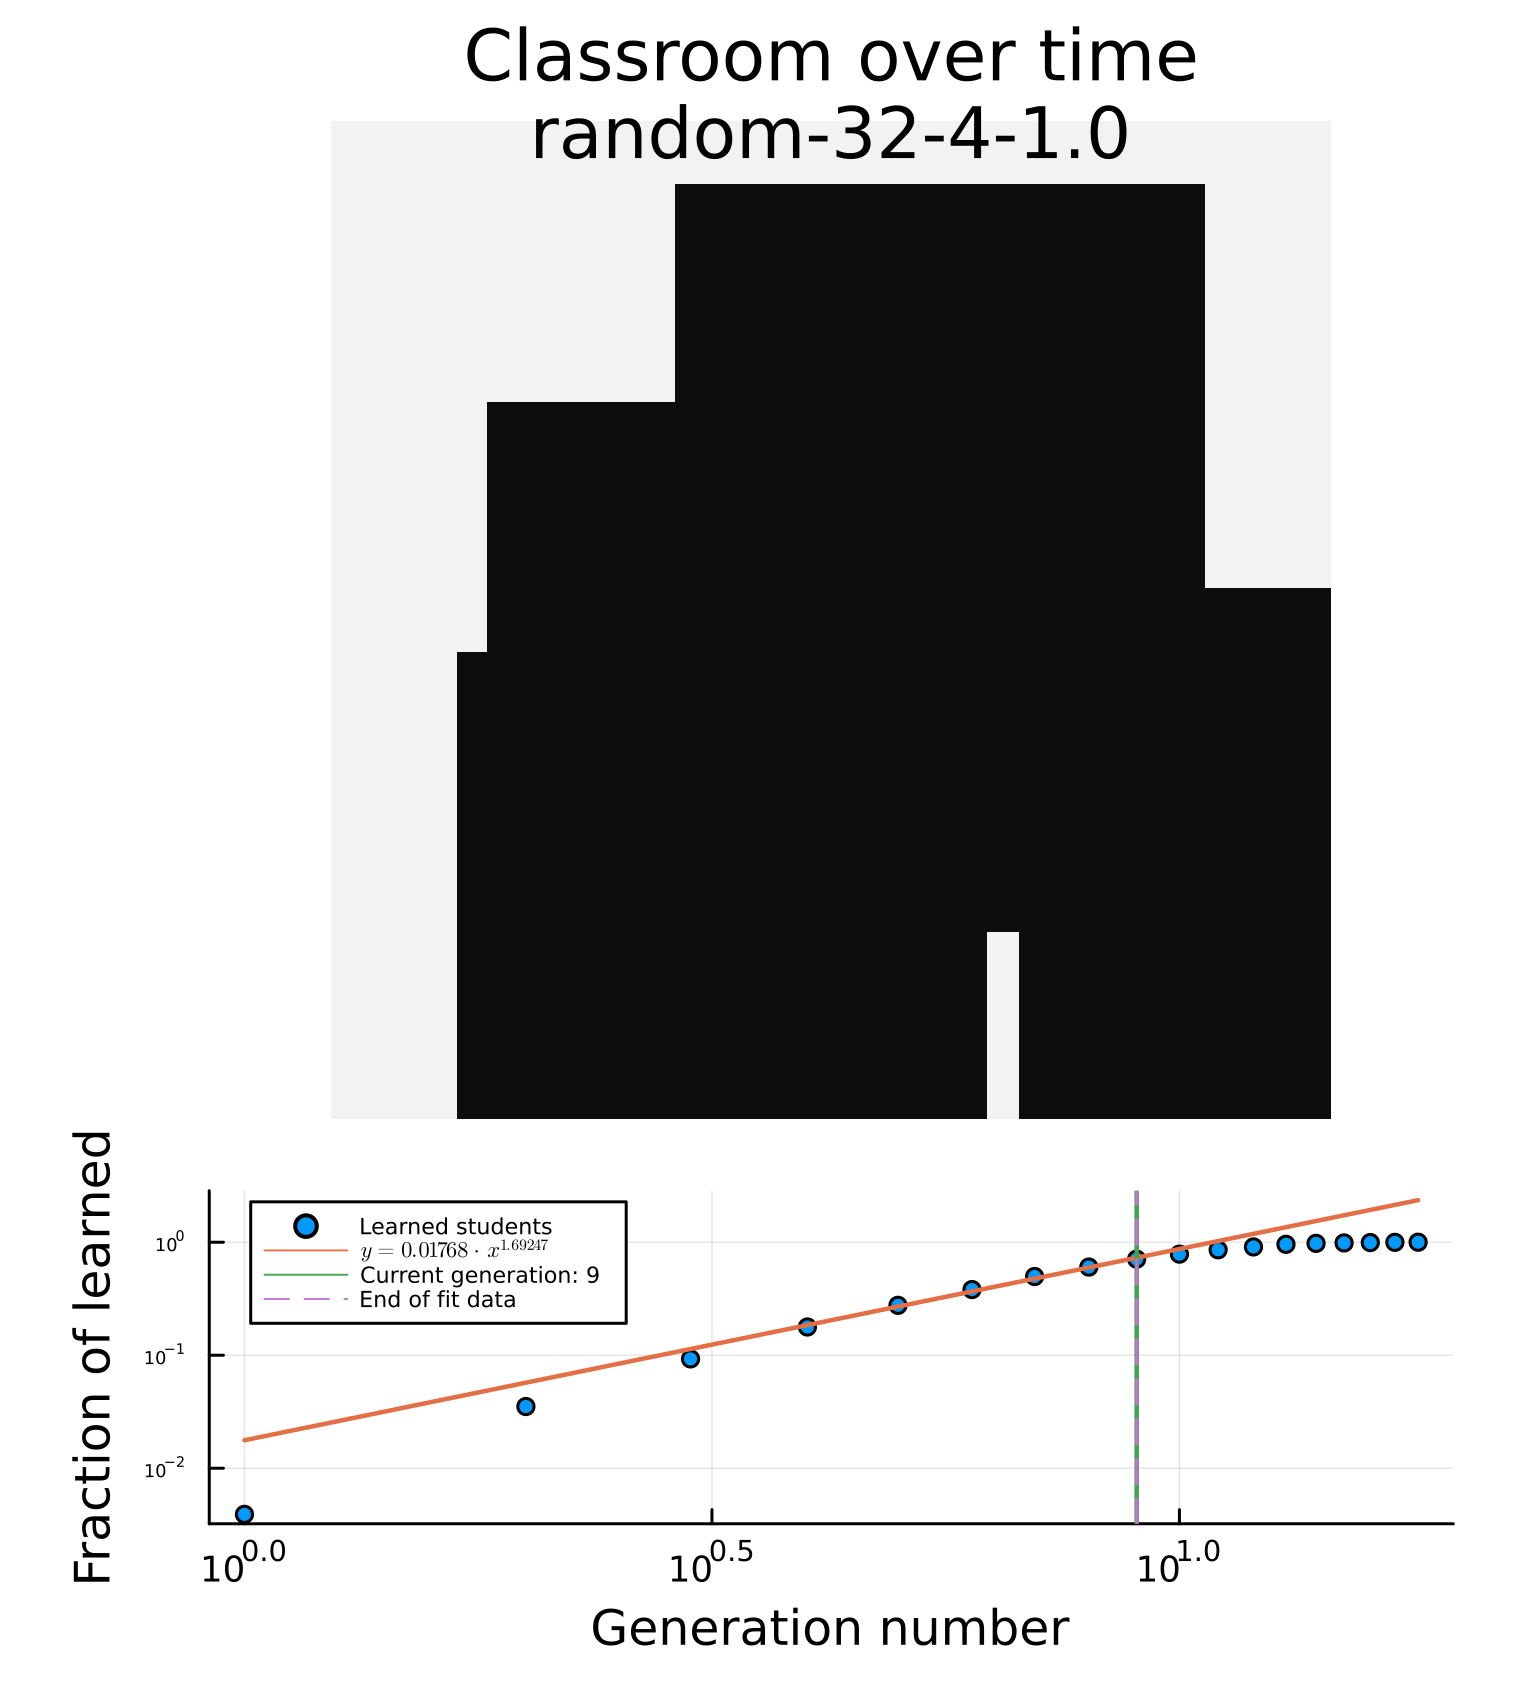 Classroom over time
random-32-4-1.0
Fraction of learned
10^0
10^-1
10^-2
Learned students
y = 0.01768 · x^1.69247
Current generation: 9
End of fit data
10^0.0
10^0.5
10^1.0
Generation number